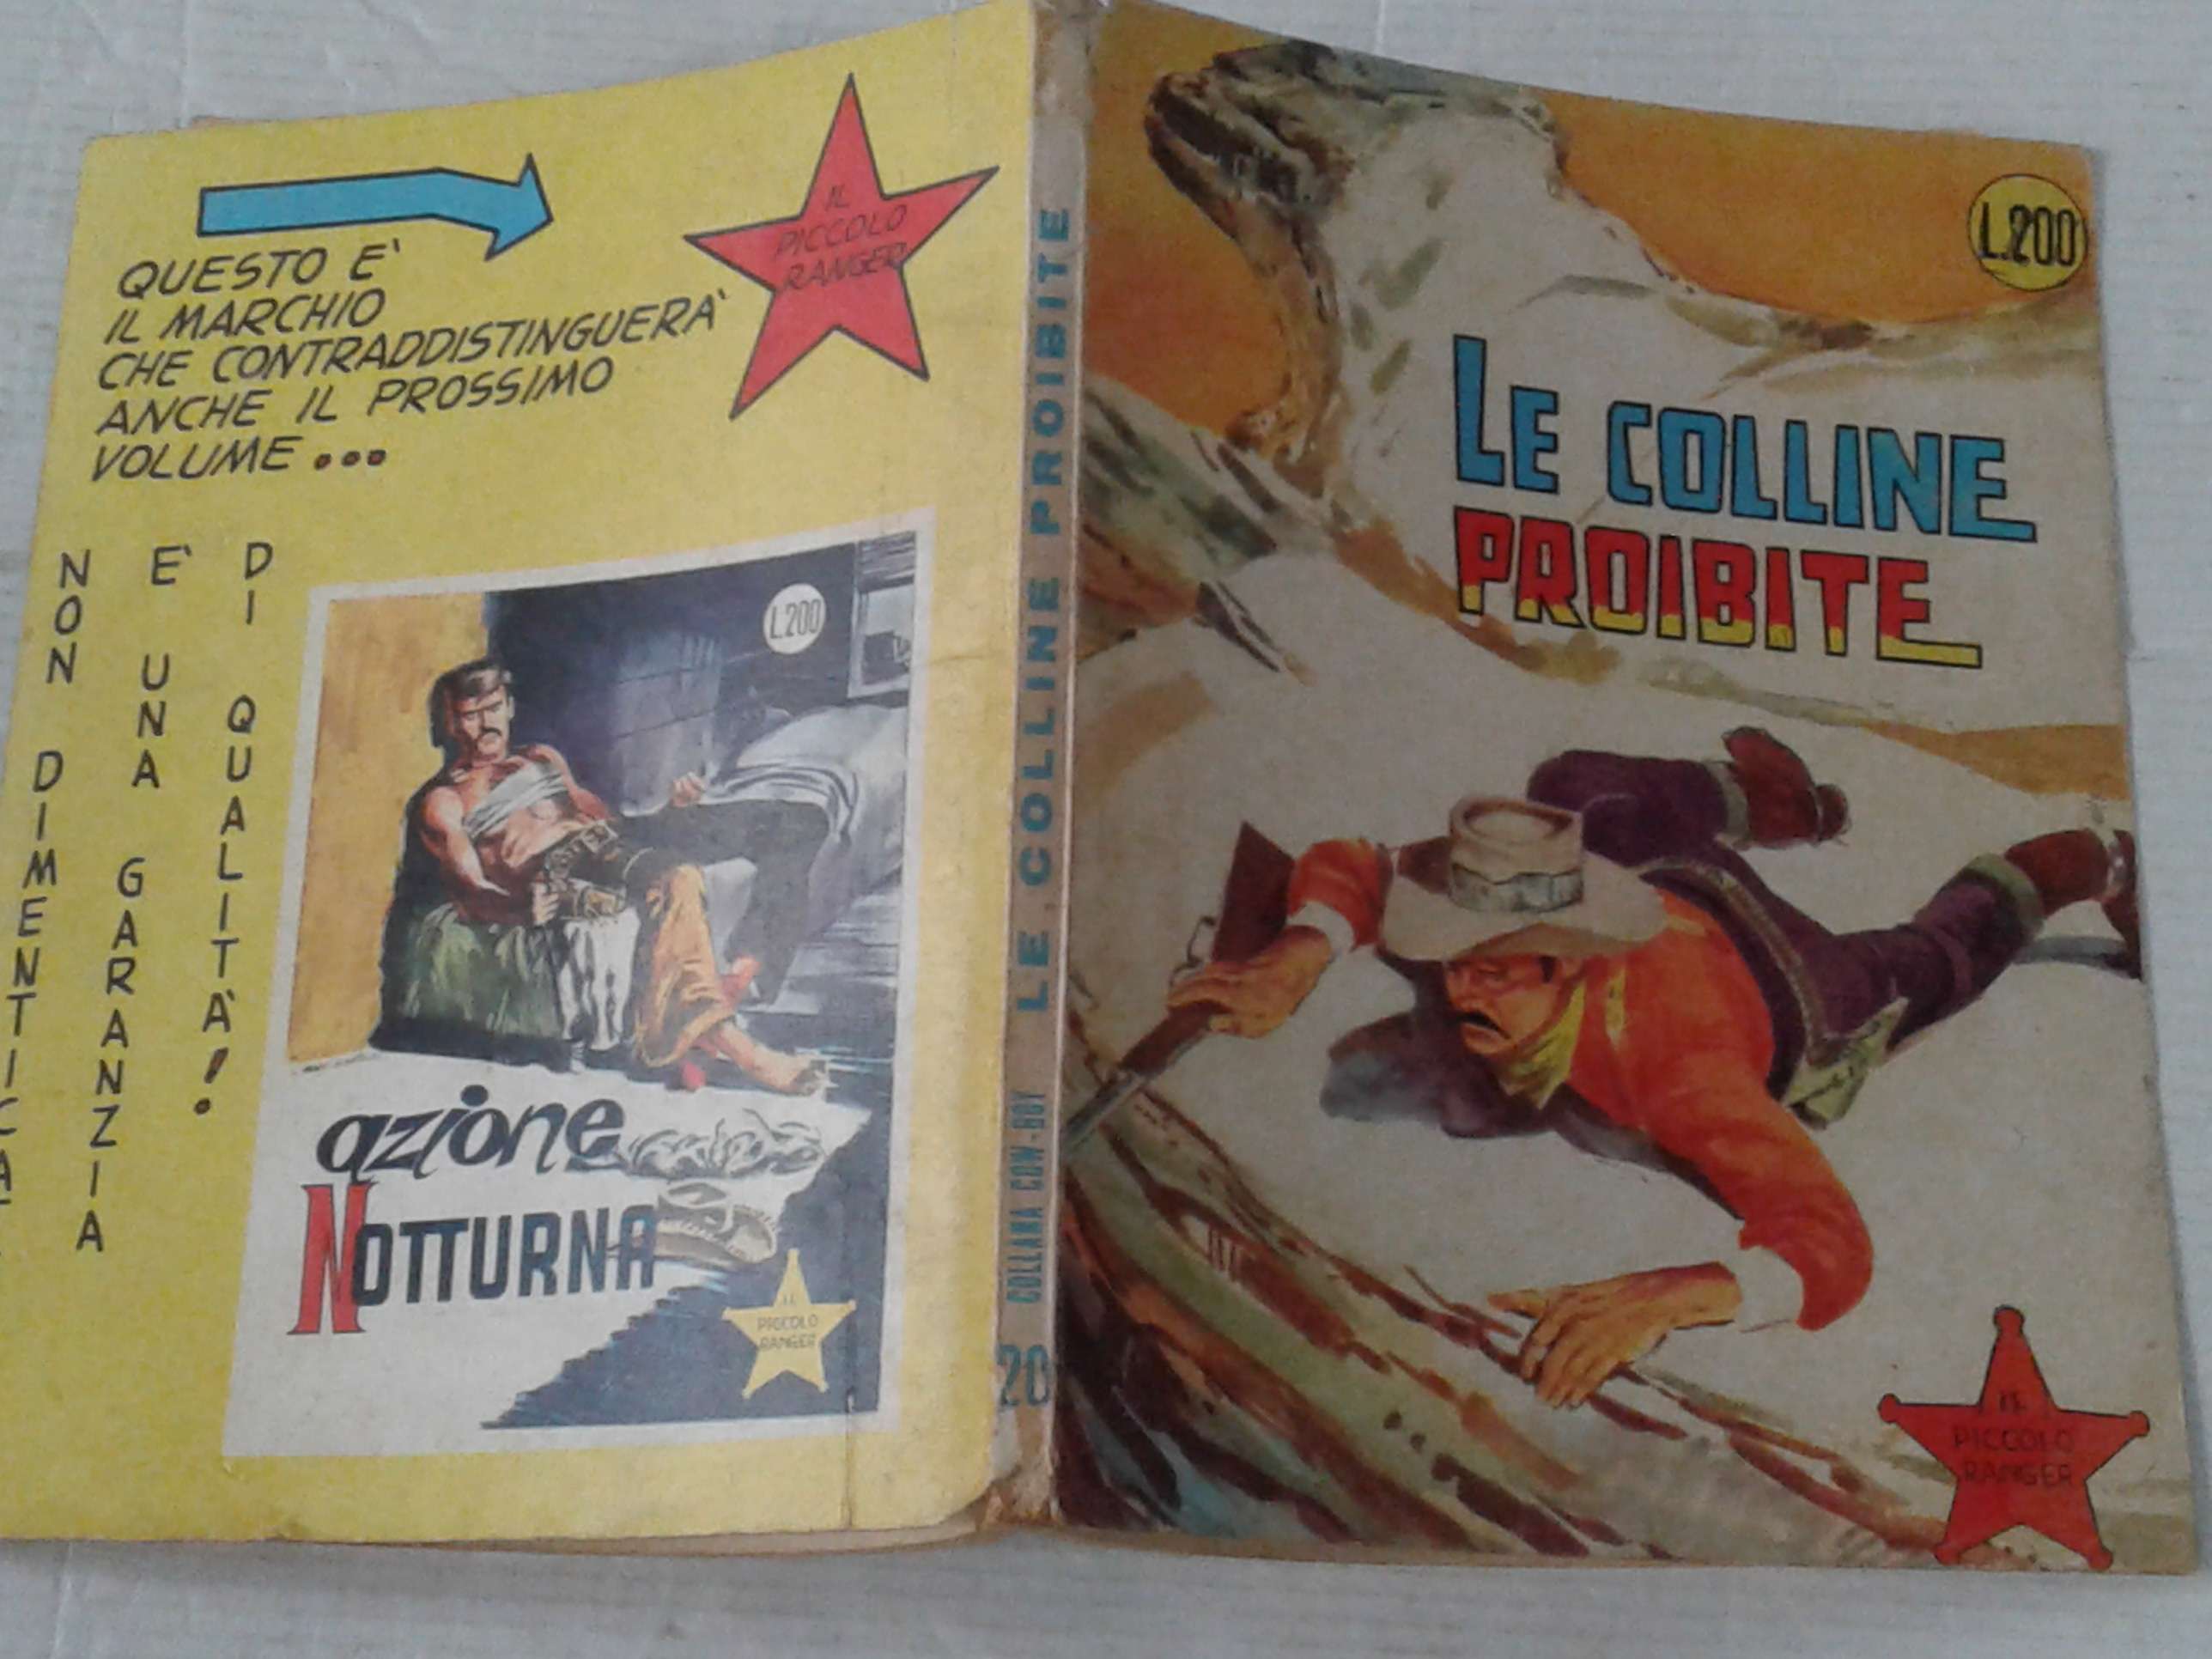 QUESTO E'
IL MARCHIO
CHE CONTRADDISTINGUERA'
ANCHE IL PROSSIMO
VOLUME...
IL
PICCOLO
RANGER
NON DIMENTICA
E' UNA GARANZIA
DI QUALITA'!
L.200
azione
NOTTURNA
IL
PICCOLO
RANGER
20 COLLANA COW-BOY LE COLLINE PROIBITE
L.200
LE COLLINE
PROIBITE
IL
PICCOLO
RANGER